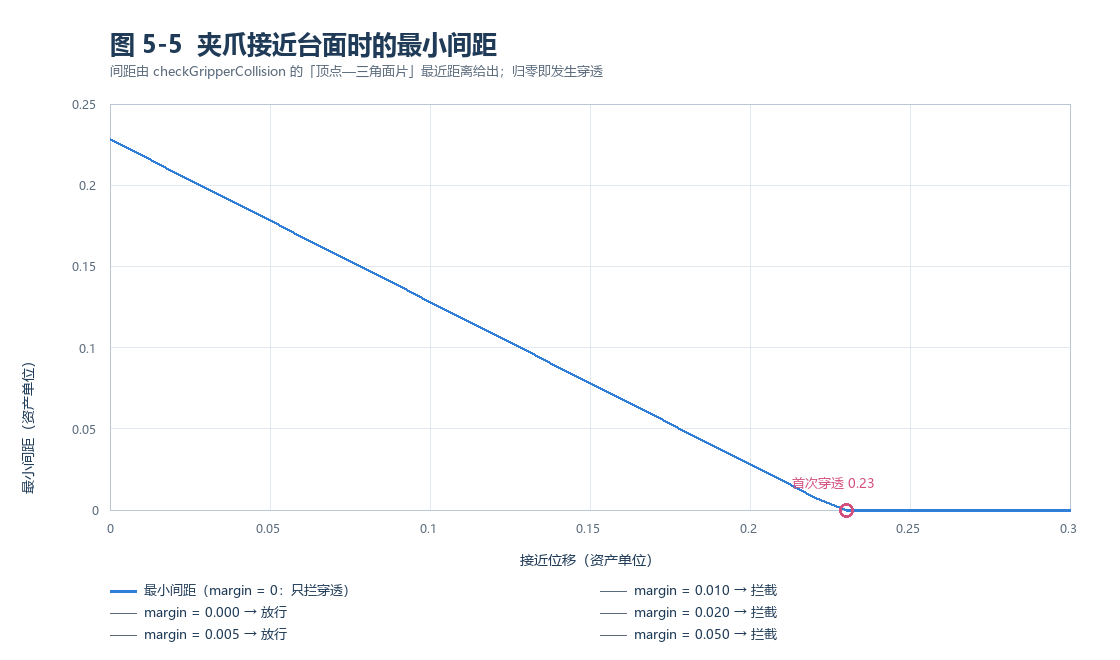 图 5-5 夹爪接近台面时的最小间距
间距由 checkGripperCollision 的「顶点—三角面片」最近距离给出；归零即发生穿透
0.25
0.2
0.15
0.1
0.05
0
最小间距（资产单位）
首次穿透 0.23
0
0.05
0.1
0.15
0.2
0.25
0.3
接近位移（资产单位）
最小间距（margin = 0：只拦穿透）
margin = 0.000 → 放行
margin = 0.005 → 放行
margin = 0.010 → 拦截
margin = 0.020 → 拦截
margin = 0.050 → 拦截